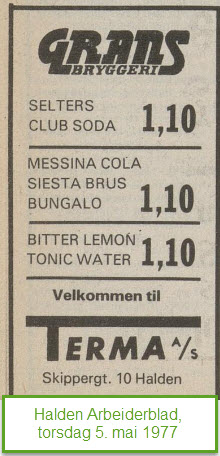 GRANS
BRYGGERI
SELTERS
CLUB SODA 1,10
MESSINA COLA
SIESTA BRUS
BUNGALO 1,10
BITTER LEMON
TONIC WATER 1,10
Velkommen til
TERMA A/S
Skippergt. 10 Halden
Halden Arbeiderblad,
torsdag 5. mai 1977